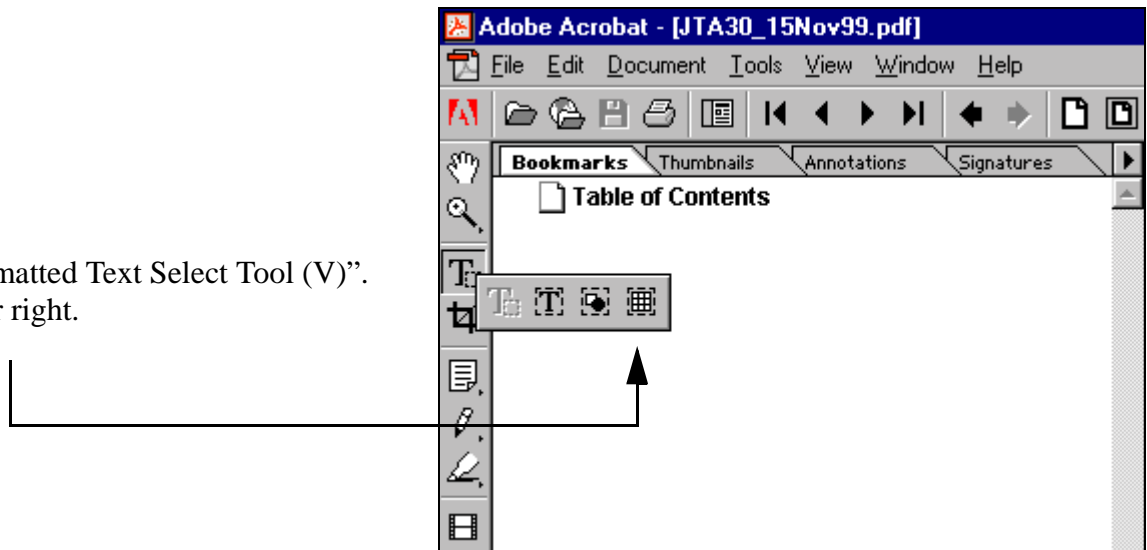 Adobe Acrobat - [JTA30_15Nov99.pdf]
File Edit Document Tools View Window Help
Bookmarks Thumbnails Annotations Signatures
Table of Contents
matted Text Select Tool (V)”.
right.